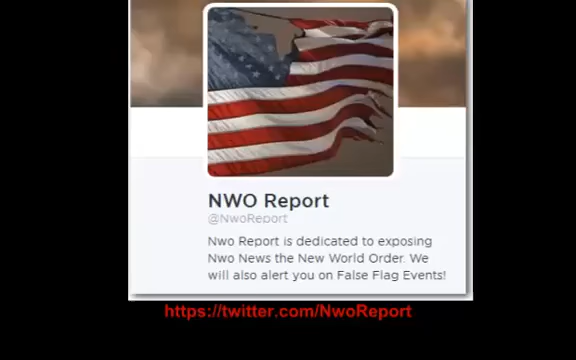 NWO Report
@NwoReport
Nwo Report is dedicated to exposing
Nwo News the New World Order. We
will also alert you on False Flag Events!
https://twitter.com/NwoReport